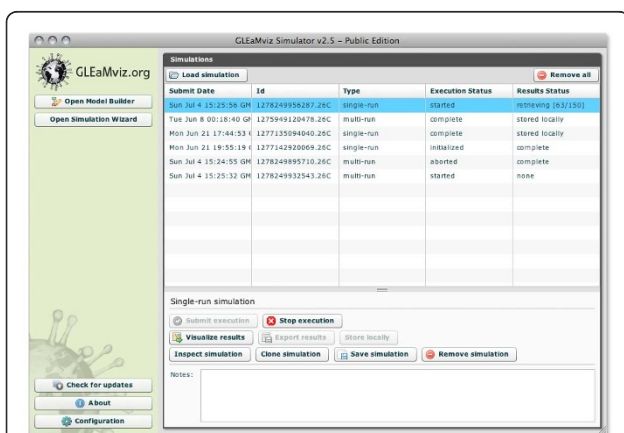 GLEaMviz Simulator v2.5 – Public Edition
GLEaMviz.org
Open Model Builder
Open Simulation Wizard
Simulations
Load simulation
Remove all
Submit Date Id Type Execution Status Results Status
Sun Jul 4 15:25:56 GM 1278249956287.26C single-run started retrieving [63/150]
Tue Jun 8 00:18:40 GM 1275949120478.26C multi-run complete stored locally
Mon Jun 21 17:44:53 G 1277135094040.26C single-run complete stored locally
Mon Jun 21 19:55:19 G 1277142920069.26C single-run initialized complete
Sun Jul 4 15:24:55 GM 1278249895710.26C multi-run aborted complete
Sun Jul 4 15:25:32 GM 1278249932543.26C multi-run started none
Single-run simulation
Submit execution Stop execution
Visualize results Export results Store locally
Inspect simulation Clone simulation Save simulation Remove simulation
Notes:
Check for updates
About
Configuration